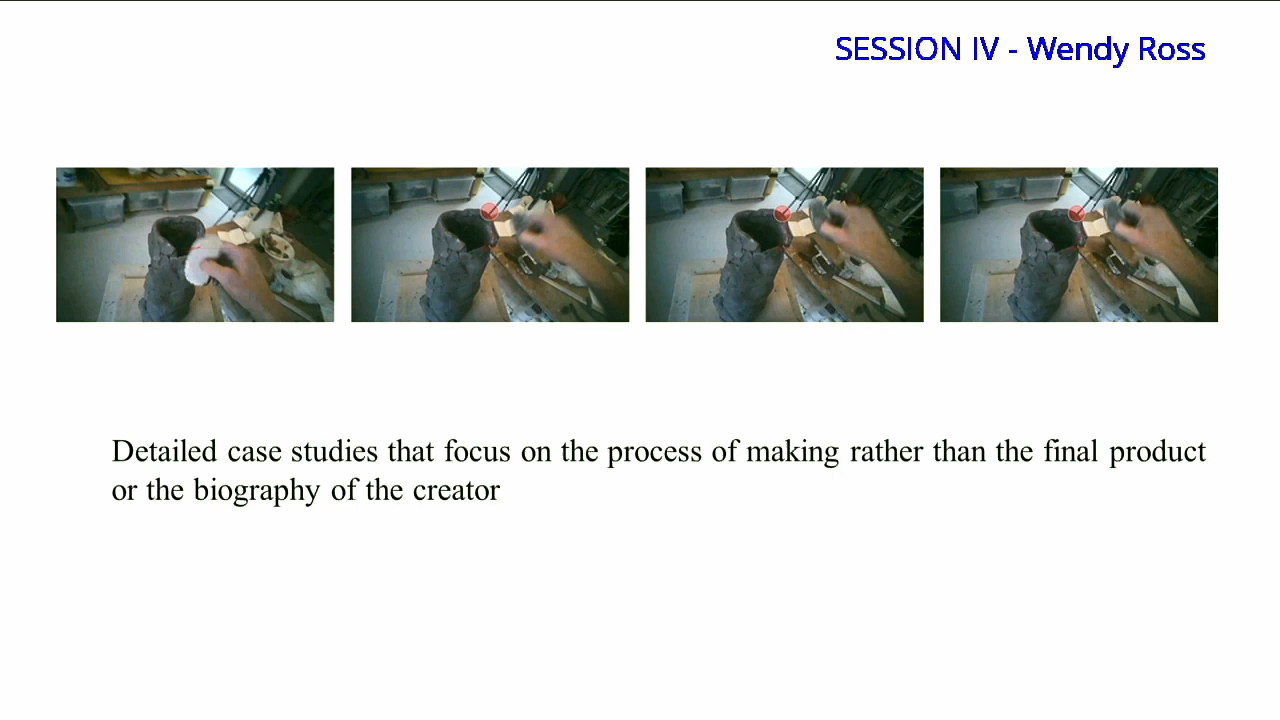 SESSION IV - Wendy Ross
Detailed case studies that focus on the process of making rather than the final product
or the biography of the creator